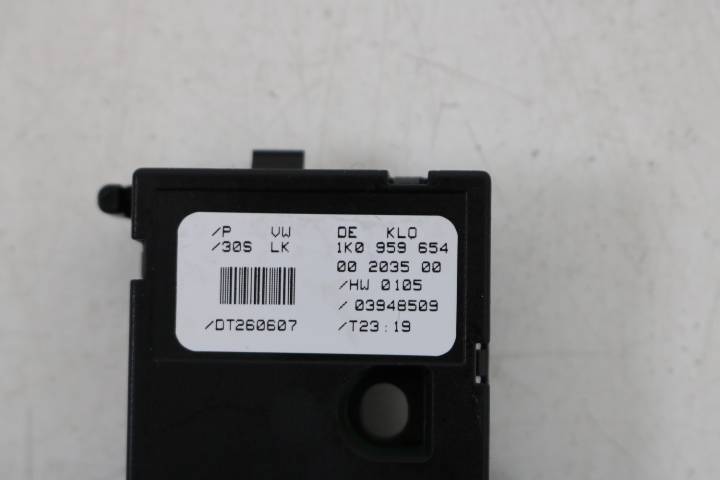 /P VW DE KLO
/30S LK 1K0 959 654
00 2035 00
/HW 0105
/ 03948509
/DT260607 /T23:19